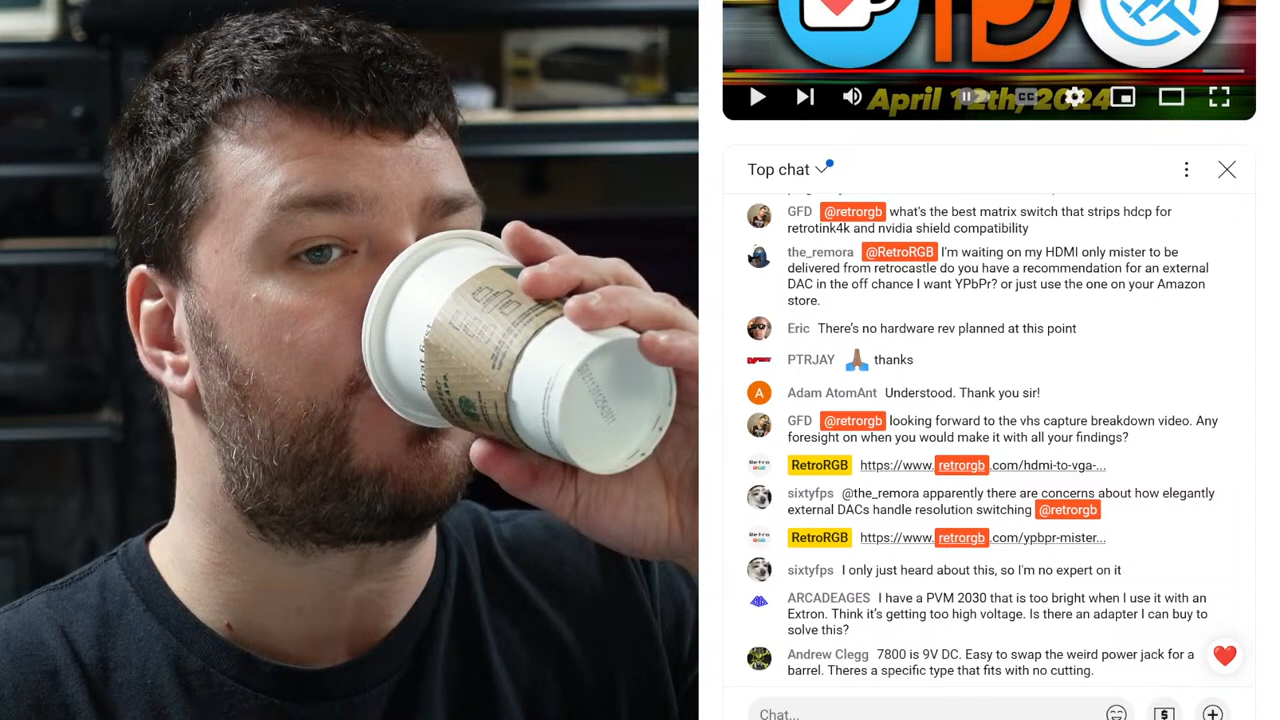 April 12th, 2024
Top chat
GFD @retrorgb what's the best matrix switch that strips hdcp for
retrotink4k and nvidia shield compatibility
the_remora @RetroRGB I'm waiting on my HDMI only mister to be
delivered from retrocastle do you have a recommendation for an external
DAC in the off chance I want YPbPr? or just use the one on your Amazon
store.
Eric There's no hardware rev planned at this point
PTRJAY 🙏🏽 thanks
A Adam AtomAnt Understood. Thank you sir!
GFD @retrorgb looking forward to the vhs capture breakdown video. Any
foresight on when you would make it with all your findings?
Retro RGB RetroRGB https://www.retrorgb.com/hdmi-to-vga-...
sixtyfps @the_remora apparently there are concerns about how elegantly
external DACs handle resolution switching @retrorgb
Retro RGB RetroRGB https://www.retrorgb.com/ypbpr-mister...
sixtyfps I only just heard about this, so I'm no expert on it
ARCADEAGES I have a PVM 2030 that is too bright when I use it with an
Extron. Think it's getting too high voltage. Is there an adapter I can buy to
solve this?
Andrew Clegg 7800 is 9V DC. Easy to swap the weird power jack for a
barrel. Theres a specific type that fits with no cutting.
Chat...